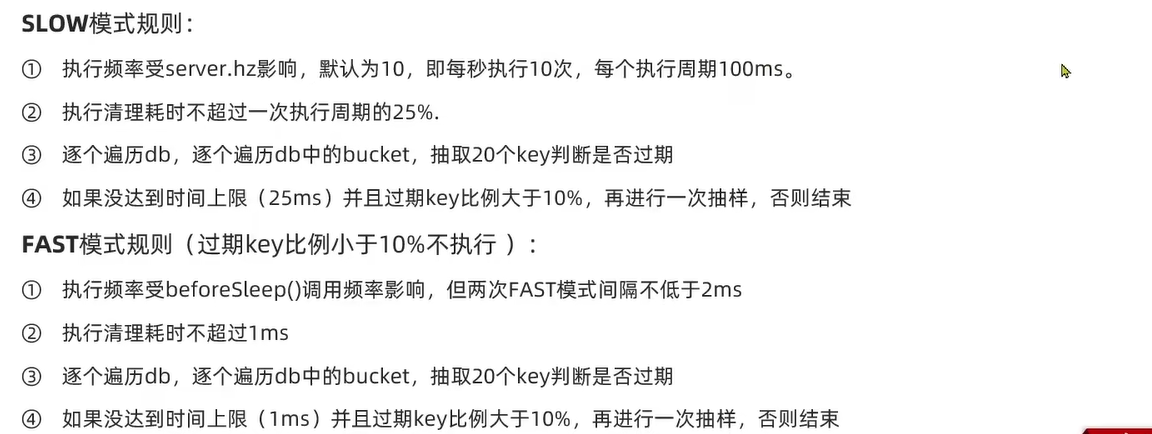 SLOW模式规则：
① 执行频率受server.hz影响，默认为10，即每秒执行10次，每个执行周期100ms。
② 执行清理耗时不超过一次执行周期的25%.
③ 逐个遍历db，逐个遍历db中的bucket，抽取20个key判断是否过期
④ 如果没达到时间上限（25ms）并且过期key比例大于10%，再进行一次抽样，否则结束
FAST模式规则（过期key比例小于10%不执行 ）：
① 执行频率受beforeSleep()调用频率影响，但两次FAST模式间隔不低于2ms
② 执行清理耗时不超过1ms
③ 逐个遍历db，逐个遍历db中的bucket，抽取20个key判断是否过期
④ 如果没达到时间上限（1ms）并且过期key比例大于10%，再进行一次抽样，否则结束